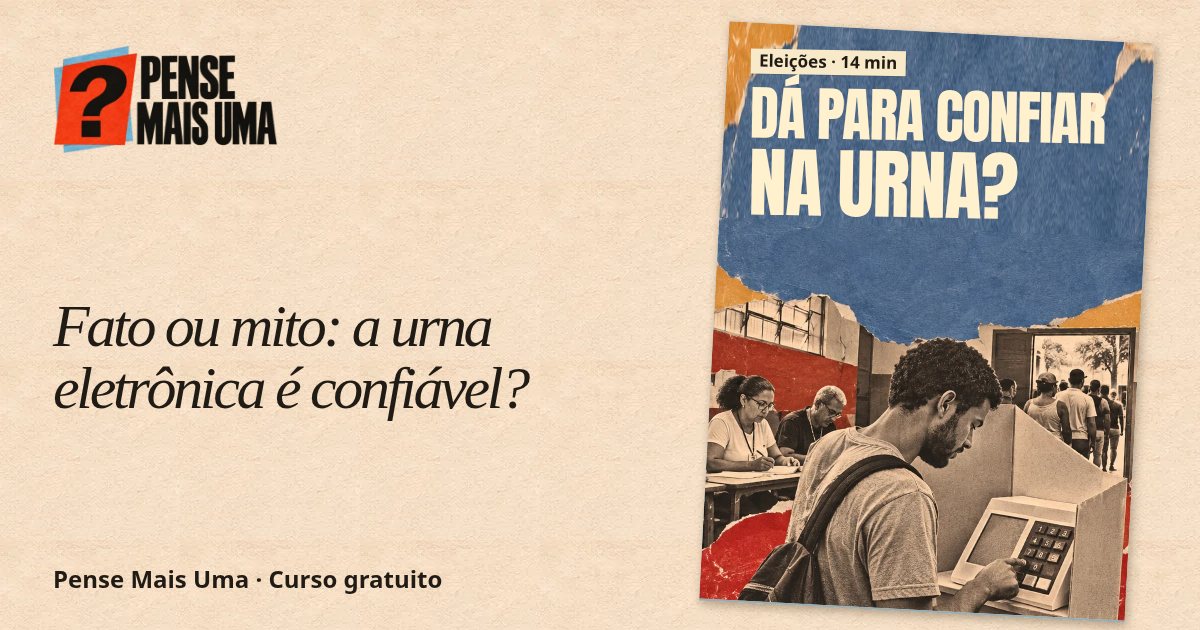 PENSE
MAIS UMA
Fato ou mito: a urna
eletrônica é confiável?
Pense Mais Uma · Curso gratuito
Eleições · 14 min
DÁ PARA CONFIAR
NA URNA?